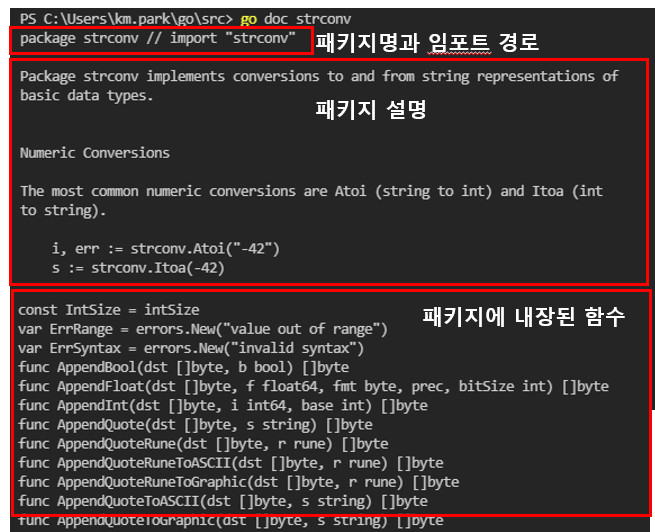 PS C:\Users\km.park\go\src> go doc strconv
package strconv // import "strconv"
패키지명과 임포트 경로
Package strconv implements conversions to and from string representations of
basic data types.
패키지 설명
Numeric Conversions
The most common numeric conversions are Atoi (string to int) and Itoa (int
to string).
    i, err := strconv.Atoi("-42")
    s := strconv.Itoa(-42)
const IntSize = intSize
패키지에 내장된 함수
var ErrRange = errors.New("value out of range")
var ErrSyntax = errors.New("invalid syntax")
func AppendBool(dst []byte, b bool) []byte
func AppendFloat(dst []byte, f float64, fmt byte, prec, bitSize int) []byte
func AppendInt(dst []byte, i int64, base int) []byte
func AppendQuote(dst []byte, s string) []byte
func AppendQuoteRune(dst []byte, r rune) []byte
func AppendQuoteRuneToASCII(dst []byte, r rune) []byte
func AppendQuoteRuneToGraphic(dst []byte, r rune) []byte
func AppendQuoteToASCII(dst []byte, s string) []byte
func AppendQuoteToGraphic(dst []byte, s string) []byte